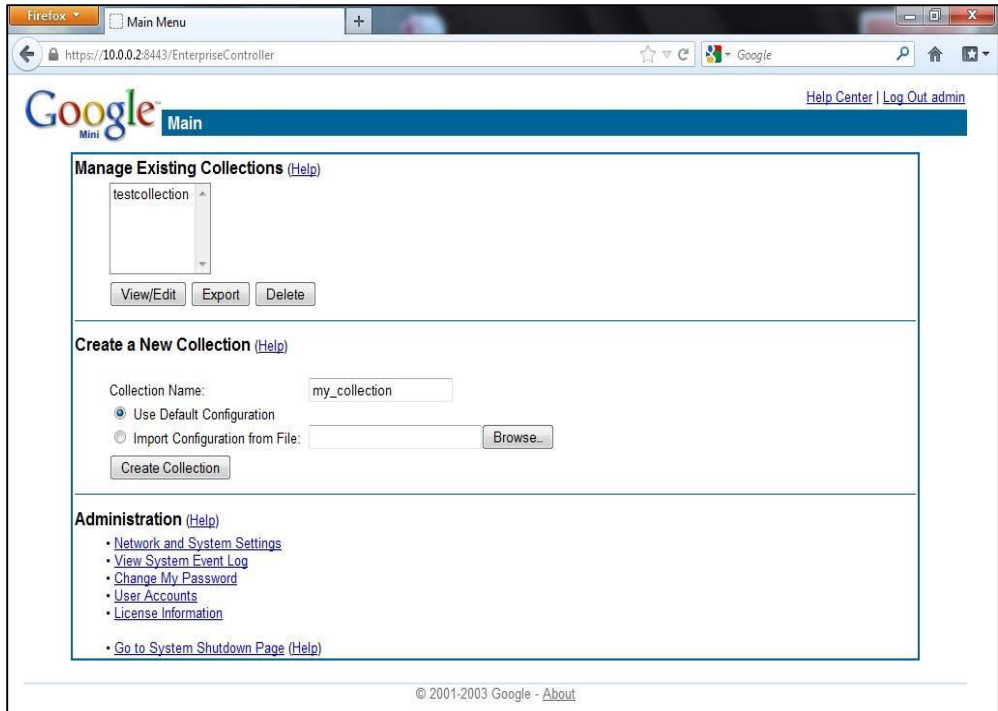 Firefox
Main Menu
+
https://10.0.0.2:8443/EnterpriseController
Google
Help Center | Log Out admin
Google Mini
Main
Manage Existing Collections (Help)
testcollection
View/Edit
Export
Delete
Create a New Collection (Help)
Collection Name: my_collection
Use Default Configuration
Import Configuration from File: Browse...
Create Collection
Administration (Help)
• Network and System Settings
• View System Event Log
• Change My Password
• User Accounts
• License Information
• Go to System Shutdown Page (Help)
© 2001-2003 Google - About